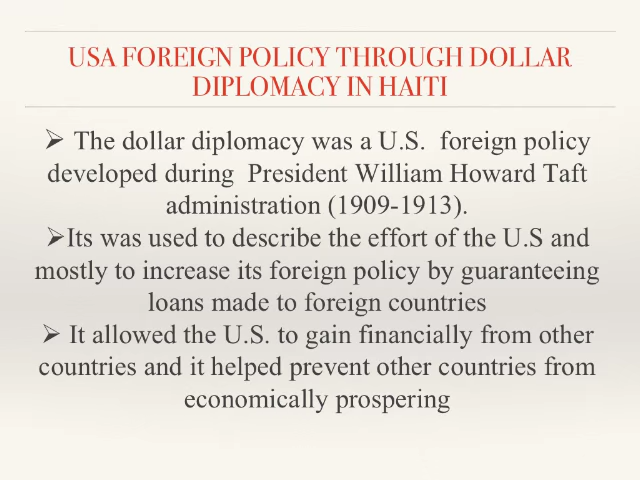 USA FOREIGN POLICY THROUGH DOLLAR
DIPLOMACY IN HAITI
➢ The dollar diplomacy was a U.S.  foreign policy
developed during  President William Howard Taft
administration (1909-1913).
➢Its was used to describe the effort of the U.S and
mostly to increase its foreign policy by guaranteeing
loans made to foreign countries
➢ It allowed the U.S. to gain financially from other
countries and it helped prevent other countries from
economically prospering